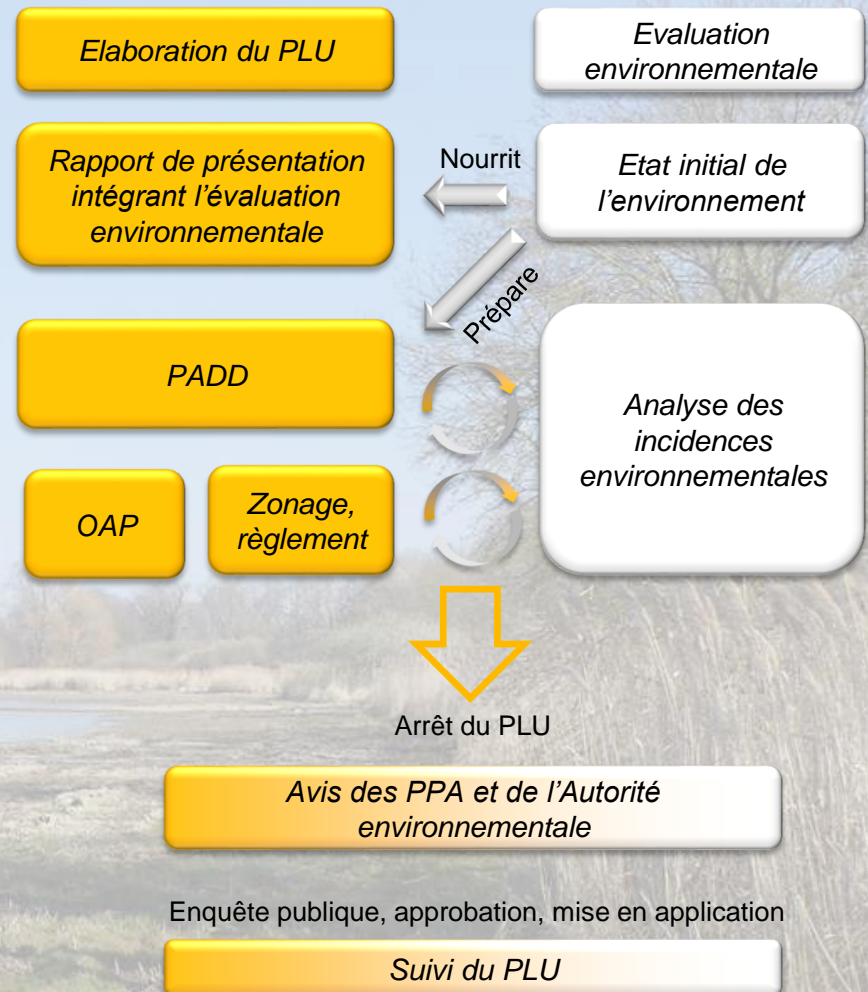 Elaboration du PLU
Evaluation
environnementale
Rapport de présentation
intégrant l'évaluation
environnementale
Nourrit
Etat initial de
l'environnement
Prépare
PADD
Analyse des
incidences
environnementales
OAP
Zonage,
règlement
Arrêt du PLU
Avis des PPA et de l'Autorité
environnementale
Enquête publique, approbation, mise en application
Suivi du PLU